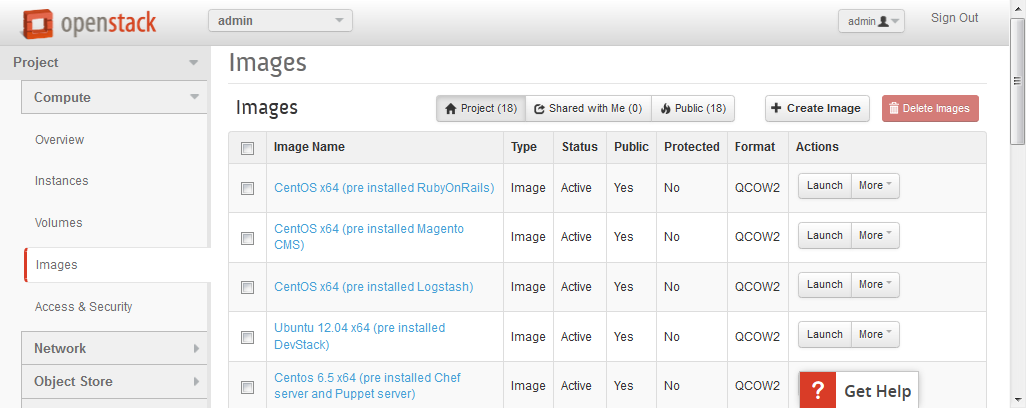 openstack
admin
admin
Sign Out
Project
Compute
Overview
Instances
Volumes
Images
Access & Security
Network
Object Store
Images
Images
Project (18) Shared with Me (0) Public (18)
+ Create Image
Delete Images
Image Name Type Status Public Protected Format Actions
CentOS x64 (pre installed RubyOnRails) Image Active Yes No QCOW2 Launch More
CentOS x64 (pre installed Magento
CMS) Image Active Yes No QCOW2 Launch More
CentOS x64 (pre installed Logstash) Image Active Yes No QCOW2 Launch More
Ubuntu 12.04 x64 (pre installed
DevStack) Image Active Yes No QCOW2 Launch More
Centos 6.5 x64 (pre installed Chef
server and Puppet server) Image Active Yes No QCOW2
? Get Help